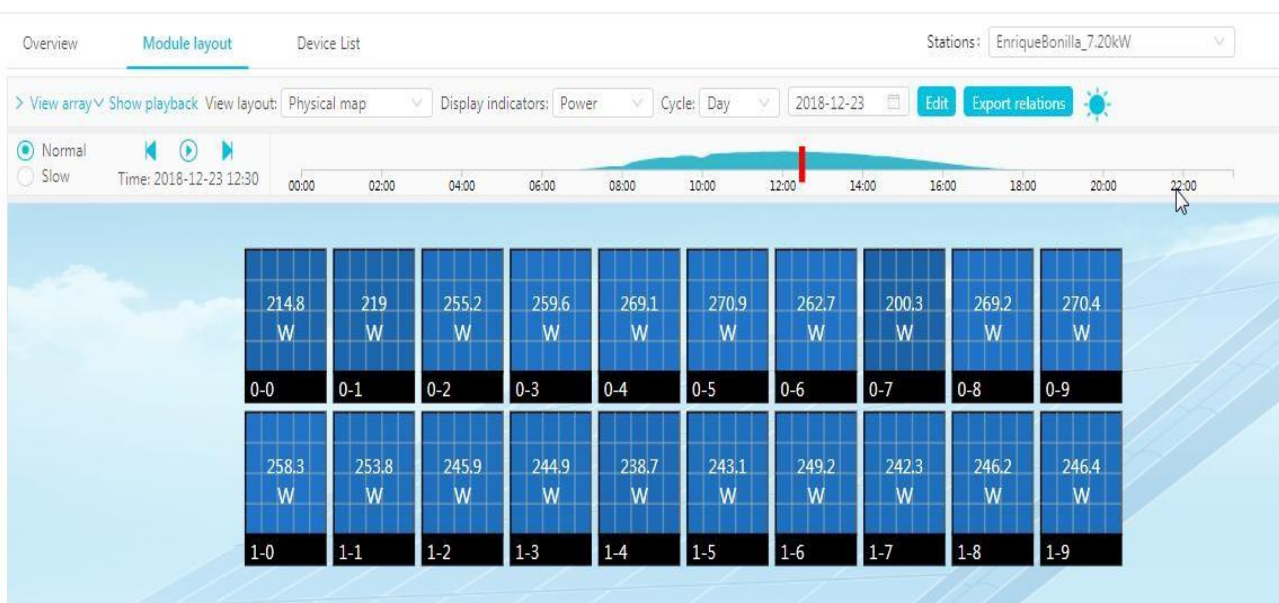 Overview Module layout Device List Stations: EnriqueBonilla_7.20kW
View array Show playback View layout: Physical map Display indicators: Power Cycle: Day 2018-12-23 Edit Export relations
Normal
Slow Time: 2018-12-23 12:30
00:00 02:00 04:00 06:00 08:00 10:00 12:00 14:00 16:00 18:00 20:00 22:00
214.8 219 255.2 259.6 269.1 270.9 262.7 200.3 269.2 270.4
W W W W W W W W W W
0-0 0-1 0-2 0-3 0-4 0-5 0-6 0-7 0-8 0-9
258.3 253.8 245.9 244.9 238.7 243.1 249.2 242.3 246.2 246.4
W W W W W W W W W W
1-0 1-1 1-2 1-3 1-4 1-5 1-6 1-7 1-8 1-9